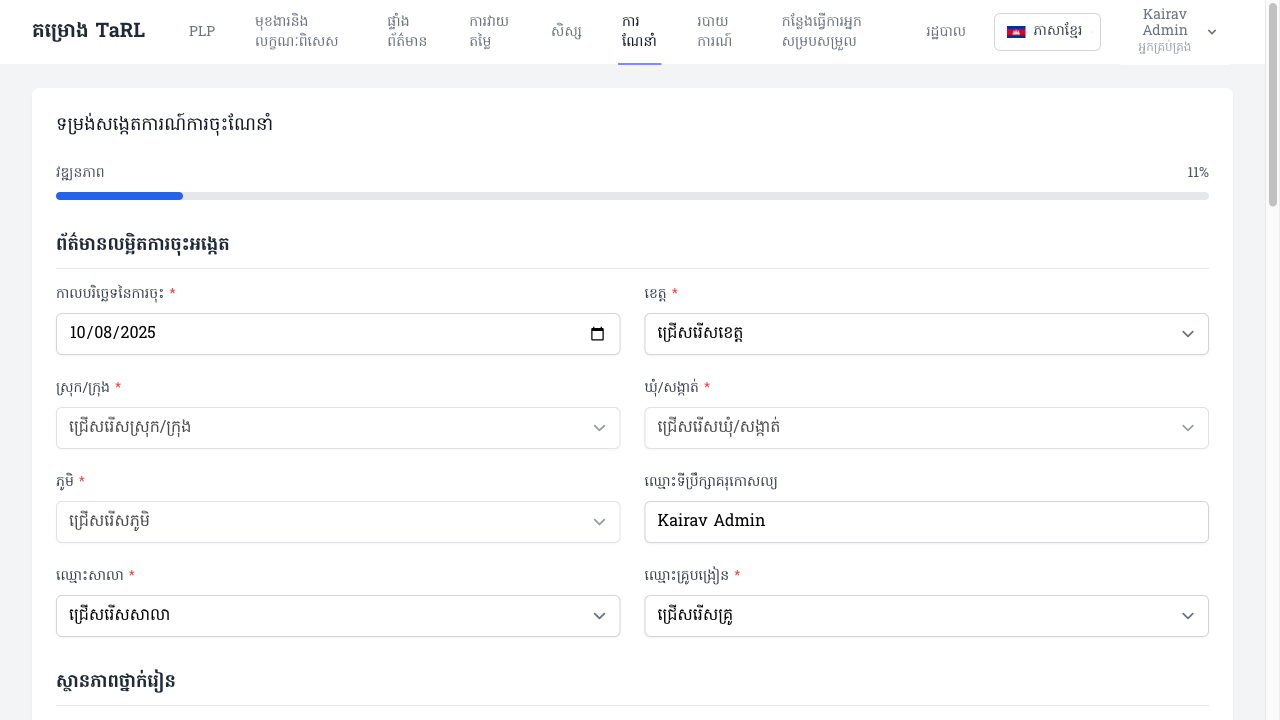 គម្រោង TaRL
PLP
មុខងារនិង
លក្ខណៈពិសេស
ផ្ទាំង
ព័ត៌មាន
ការវាយ
តម្លៃ
សិស្ស
ការ
ណែនាំ
របាយ
ការណ៍
កន្លែងធ្វើការអ្នក
សម្របសម្រួល
រដ្ឋបាល
ភាសាខ្មែរ
Kairav
Admin
អ្នកគ្រប់គ្រង
ទម្រង់សង្កេតការណ៍ការចុះណែនាំ
វឌ្ឍនភាព 11%
ព័ត៌មានលម្អិតការចុះអង្កេត
កាលបរិច្ឆេទនៃការចុះ * ខេត្ត *
10/08/2025 ជ្រើសរើសខេត្ត
ស្រុក/ក្រុង * ឃុំ/សង្កាត់ *
ជ្រើសរើសស្រុក/ក្រុង ជ្រើសរើសឃុំ/សង្កាត់
ភូមិ * ឈ្មោះទីប្រឹក្សាគរុកោសល្យ
ជ្រើសរើសភូមិ Kairav Admin
ឈ្មោះសាលា * ឈ្មោះគ្រូបង្រៀន *
ជ្រើសរើសសាលា ជ្រើសរើសគ្រូ
ស្ថានភាពថ្នាក់រៀន